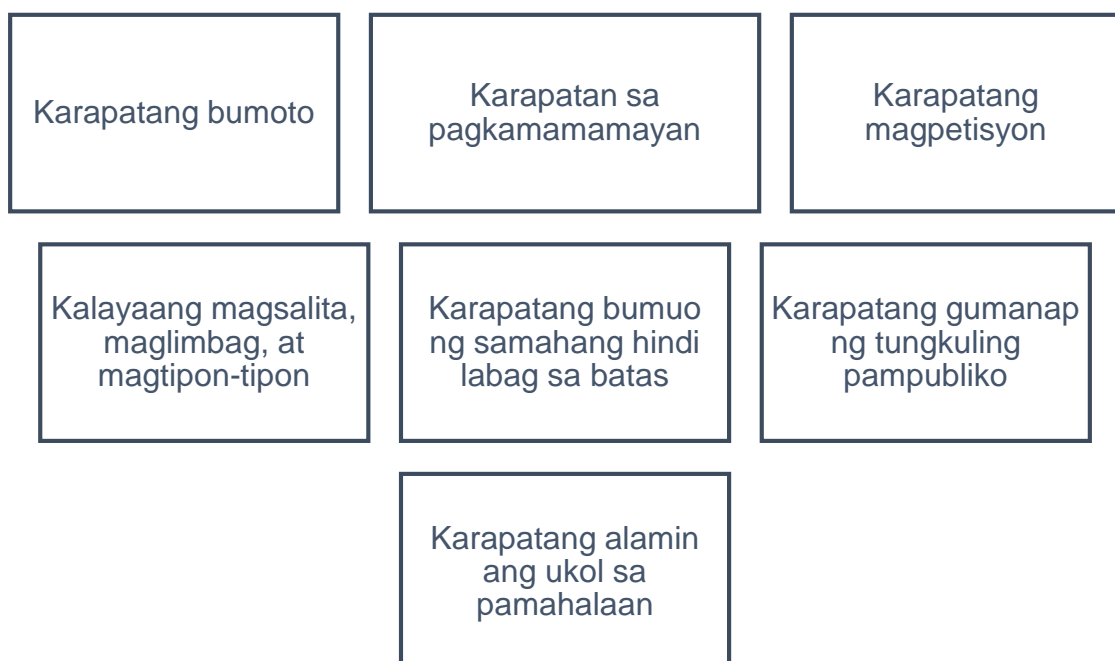 Karapatang bumoto
Karapatan sa
pagkamamamayan
Karapatang
magpetisyon
Kalayaang magsalita,
maglimbag, at
magtipon-tipon
Karapatang bumuo
ng samahang hindi
labag sa batas
Karapatang gumanap
ng tungkuling
pampubliko
Karapatang alamin
ang ukol sa
pamahalaan